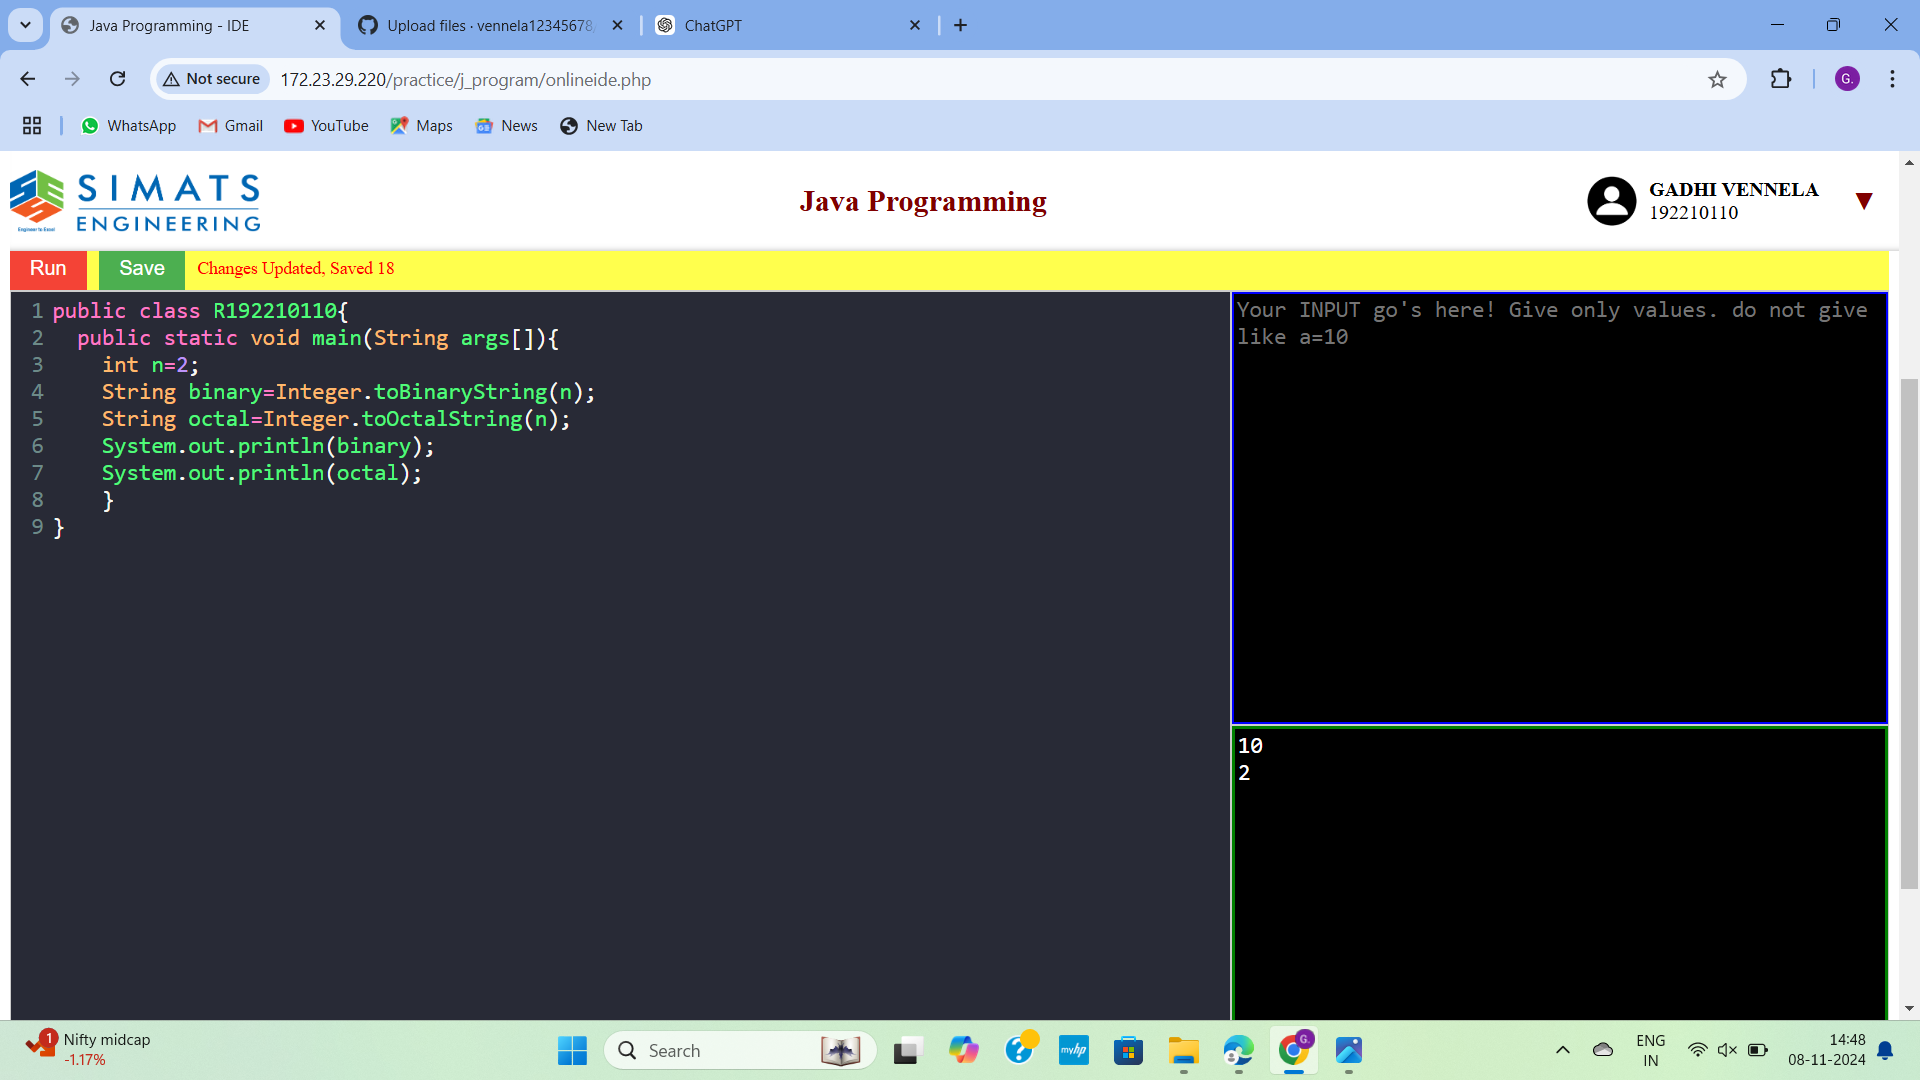 Java Programming - IDE
Upload files · vennela12345678
ChatGPT
Not secure
172.23.29.220/practice/j_program/onlineide.php
G.
WhatsApp
Gmail
YouTube
Maps
News
New Tab
SIMATS
ENGINEERING
Engineer to Excel
Java Programming
GADHI VENNELA
192210110
Run
Save
Changes Updated, Saved 18
1 public class R192210110{
2 public static void main(String args[]){
3 int n=2;
4 String binary=Integer.toBinaryString(n);
5 String octal=Integer.toOctalString(n);
6 System.out.println(binary);
7 System.out.println(octal);
8 }
9 }
Your INPUT go's here! Give only values. do not give
like a=10
10
2
1
Nifty midcap
-1.17%
Search
myhp
G.
ENG
IN
14:48
08-11-2024